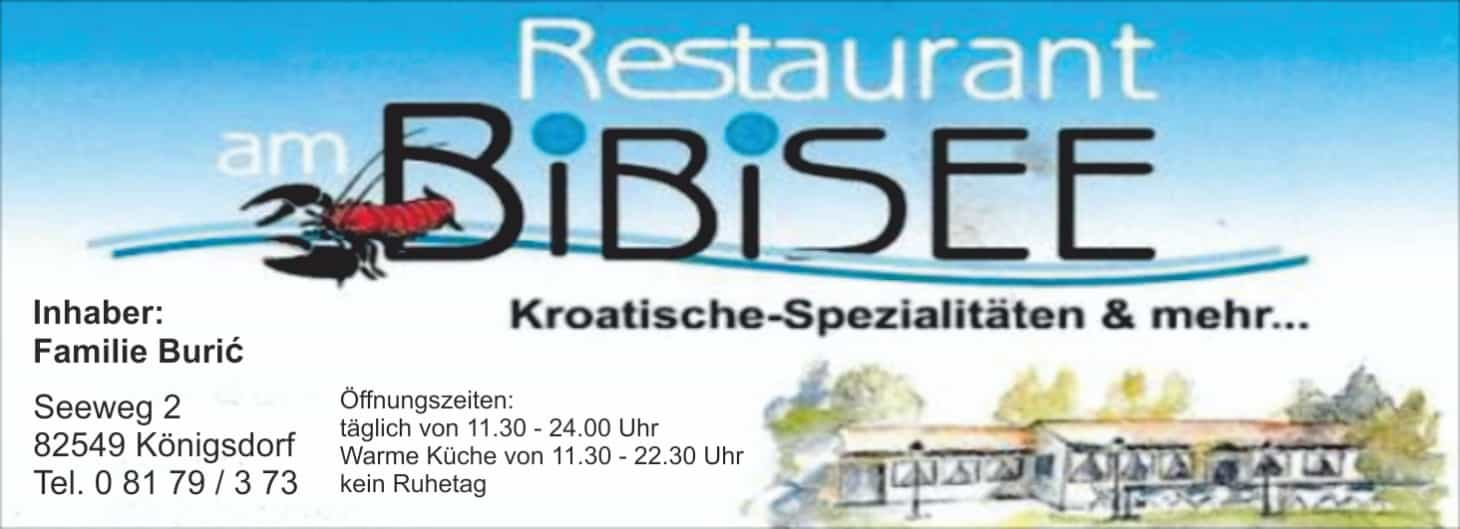 Restaurant
am BiBiSEE
Kroatische-Spezialitäten & mehr...
Inhaber:
Familie Burić
Seeweg 2
82549 Königsdorf
Tel. 0 81 79 / 3 73
Öffnungszeiten:
täglich von 11.30 - 24.00 Uhr
Warme Küche von 11.30 - 22.30 Uhr
kein Ruhetag